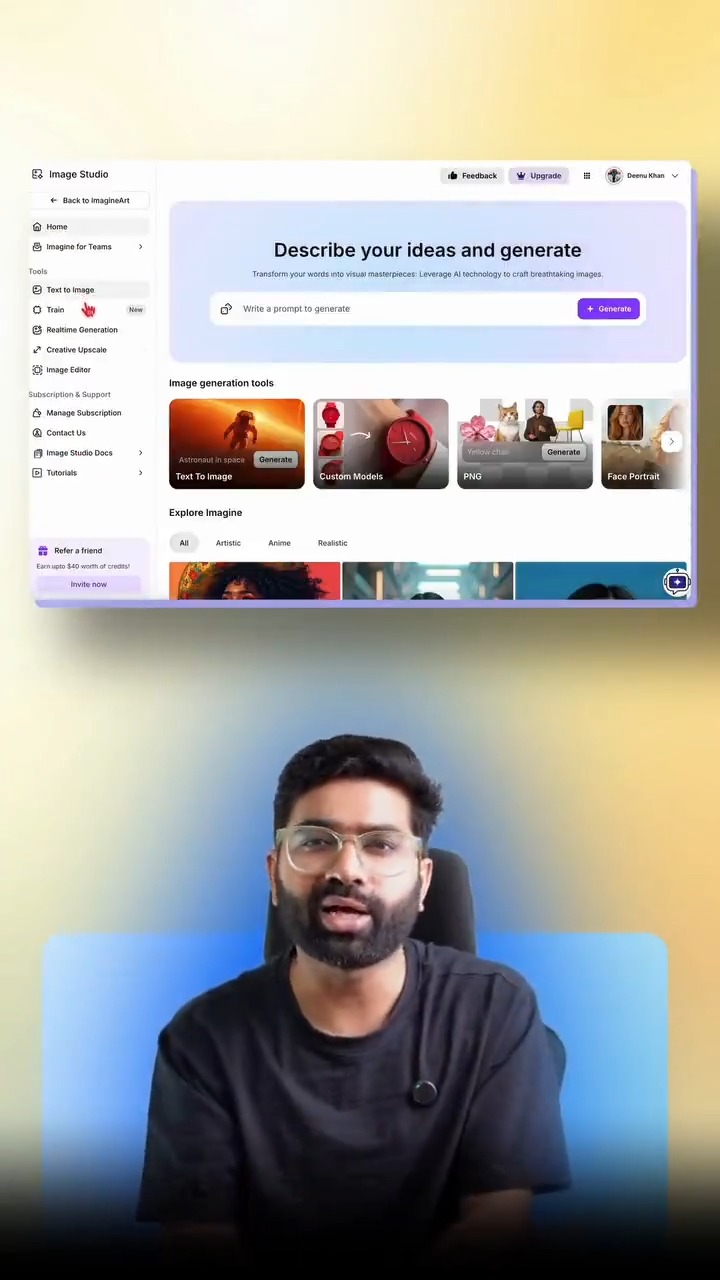 Image Studio
Feedback
Upgrade
Deenu Khan
Back to ImagineArt
Home
Imagine for Teams
Tools
Text to Image
Train
New
Realtime Generation
Creative Upscale
Image Editor
Subscription & Support
Manage Subscription
Contact Us
Image Studio Docs
Tutorials
Refer a friend
Earn upto $40 worth of credits!
Invite now
Describe your ideas and generate
Transform your words into visual masterpieces: Leverage AI technology to craft breathtaking images.
Write a prompt to generate
Generate
Image generation tools
Astronaut in space
Generate
Text To Image
Custom Models
Yellow chair
Generate
PNG
Face Portrait
Explore Imagine
All
Artistic
Anime
Realistic